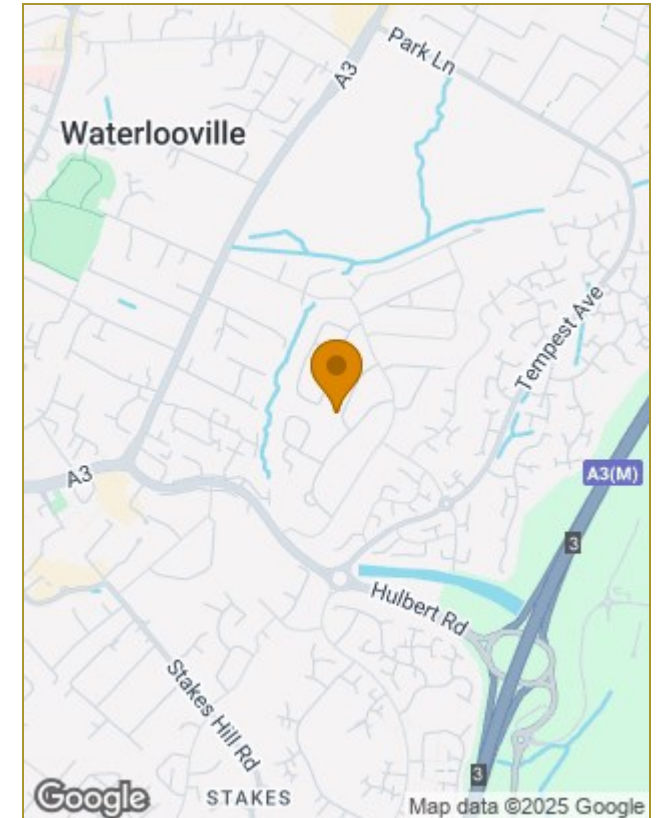 Park Ln
A3
Waterlooville
Tempest Ave
A3
A3(M)
3
Hulbert Rd
Stakes Hill Rd
3
STAKES
Google
Map data ©2025 Google